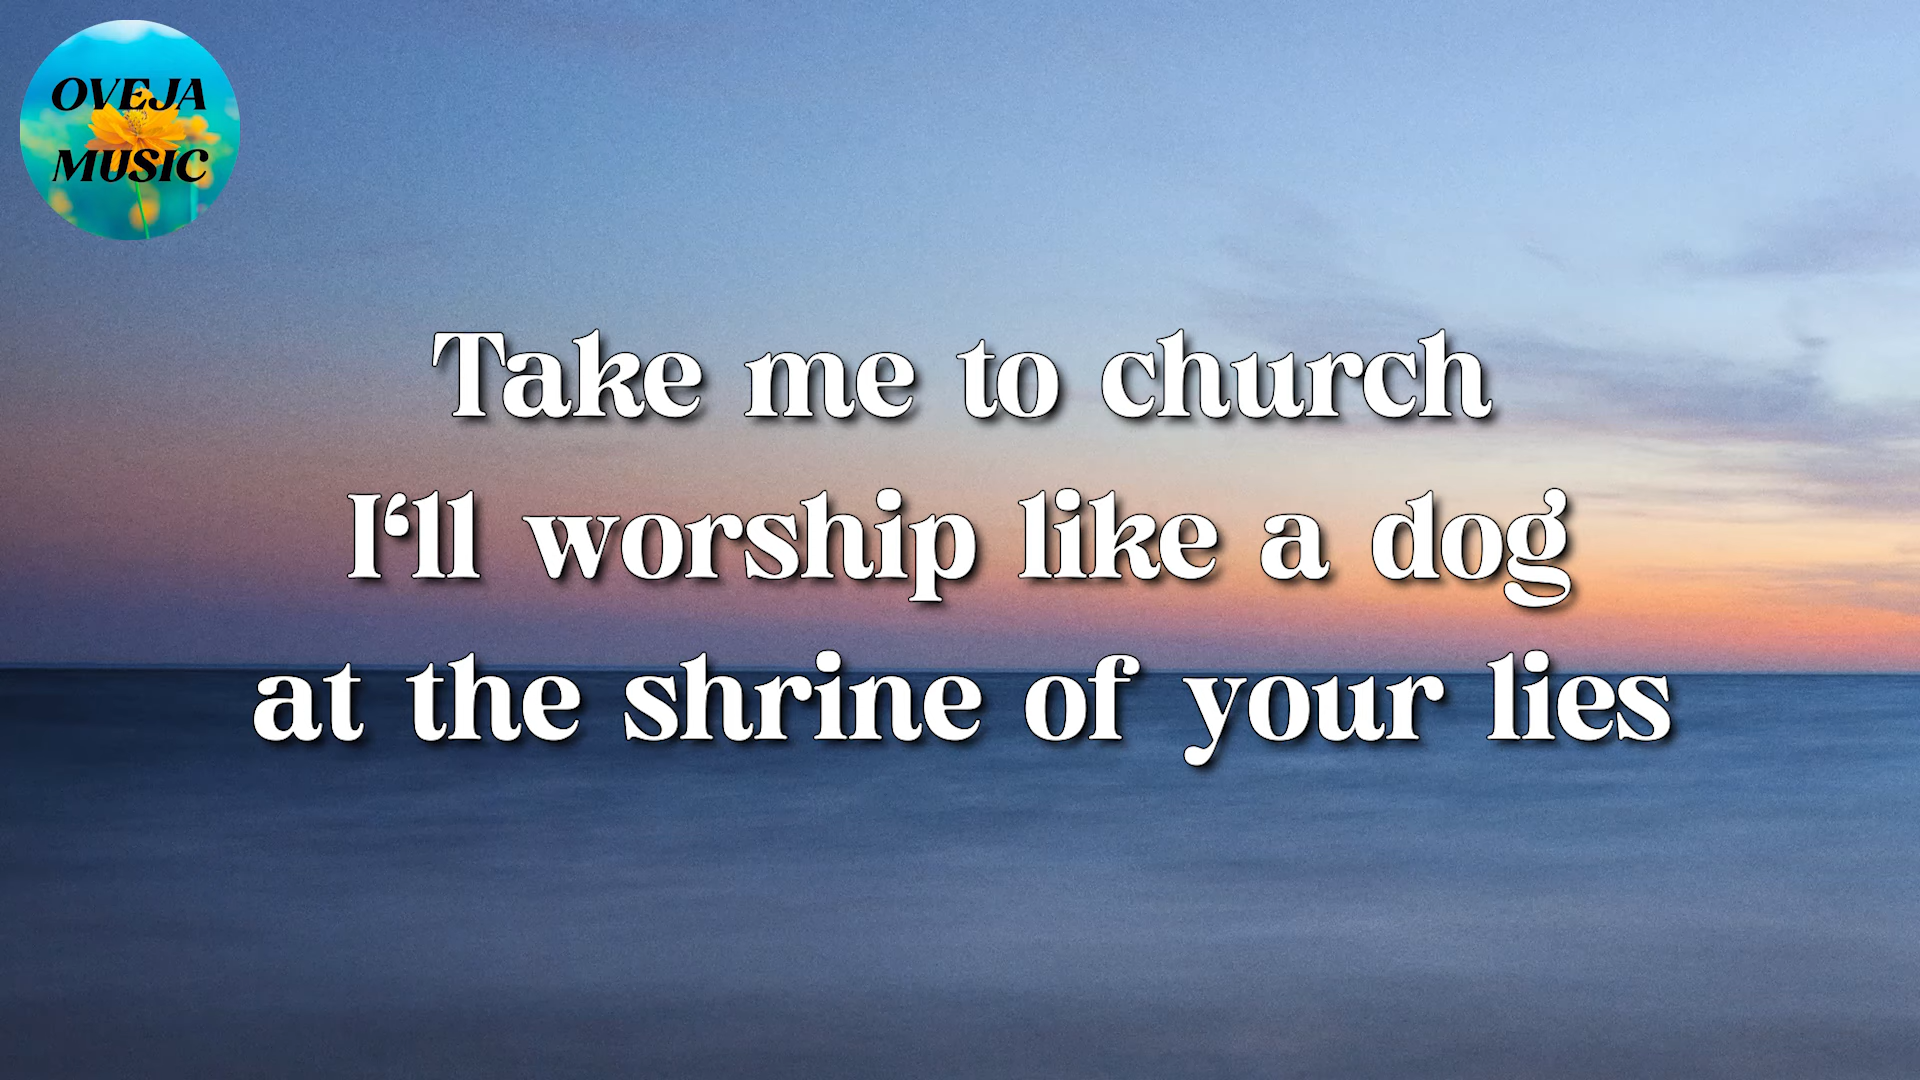 OVEJA
MUSIC
Take me to church
I‘ll worship like a dog
at the shrine of your lies